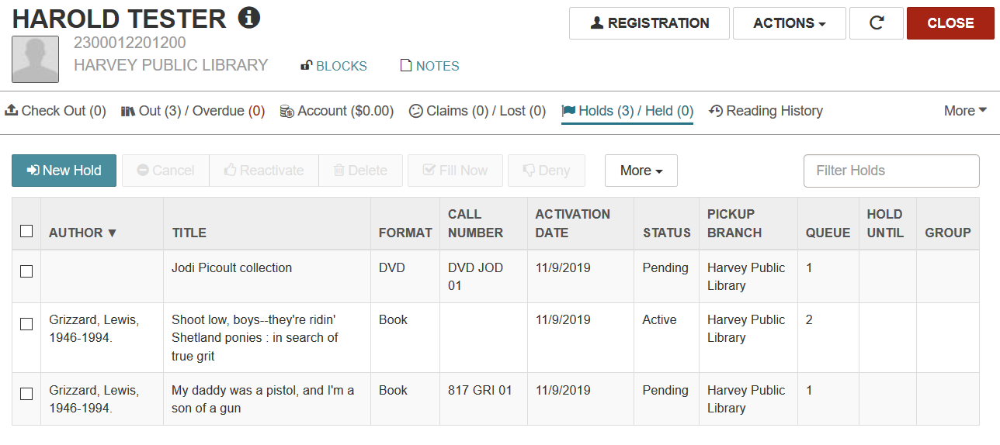 HAROLD TESTER
REGISTRATION
ACTIONS
CLOSE
2300012201200
HARVEY PUBLIC LIBRARY
BLOCKS
NOTES
Check Out (0)
Out (3) / Overdue (0)
Account ($0.00)
Claims (0) / Lost (0)
Holds (3) / Held (0)
Reading History
More
New Hold
Cancel
Reactivate
Delete
Fill Now
Deny
More
Filter Holds
AUTHOR ▼
TITLE
FORMAT
CALL
NUMBER
ACTIVATION
DATE
STATUS
PICKUP
BRANCH
QUEUE
HOLD
UNTIL
GROUP
Jodi Picoult collection
DVD
DVD JOD
01
11/9/2019
Pending
Harvey Public
Library
1
Grizzard, Lewis,
1946-1994.
Shoot low, boys--they're ridin'
Shetland ponies : in search of
true grit
Book
11/9/2019
Active
Harvey Public
Library
2
Grizzard, Lewis,
1946-1994.
My daddy was a pistol, and I'm a
son of a gun
Book
817 GRI 01
11/9/2019
Pending
Harvey Public
Library
1